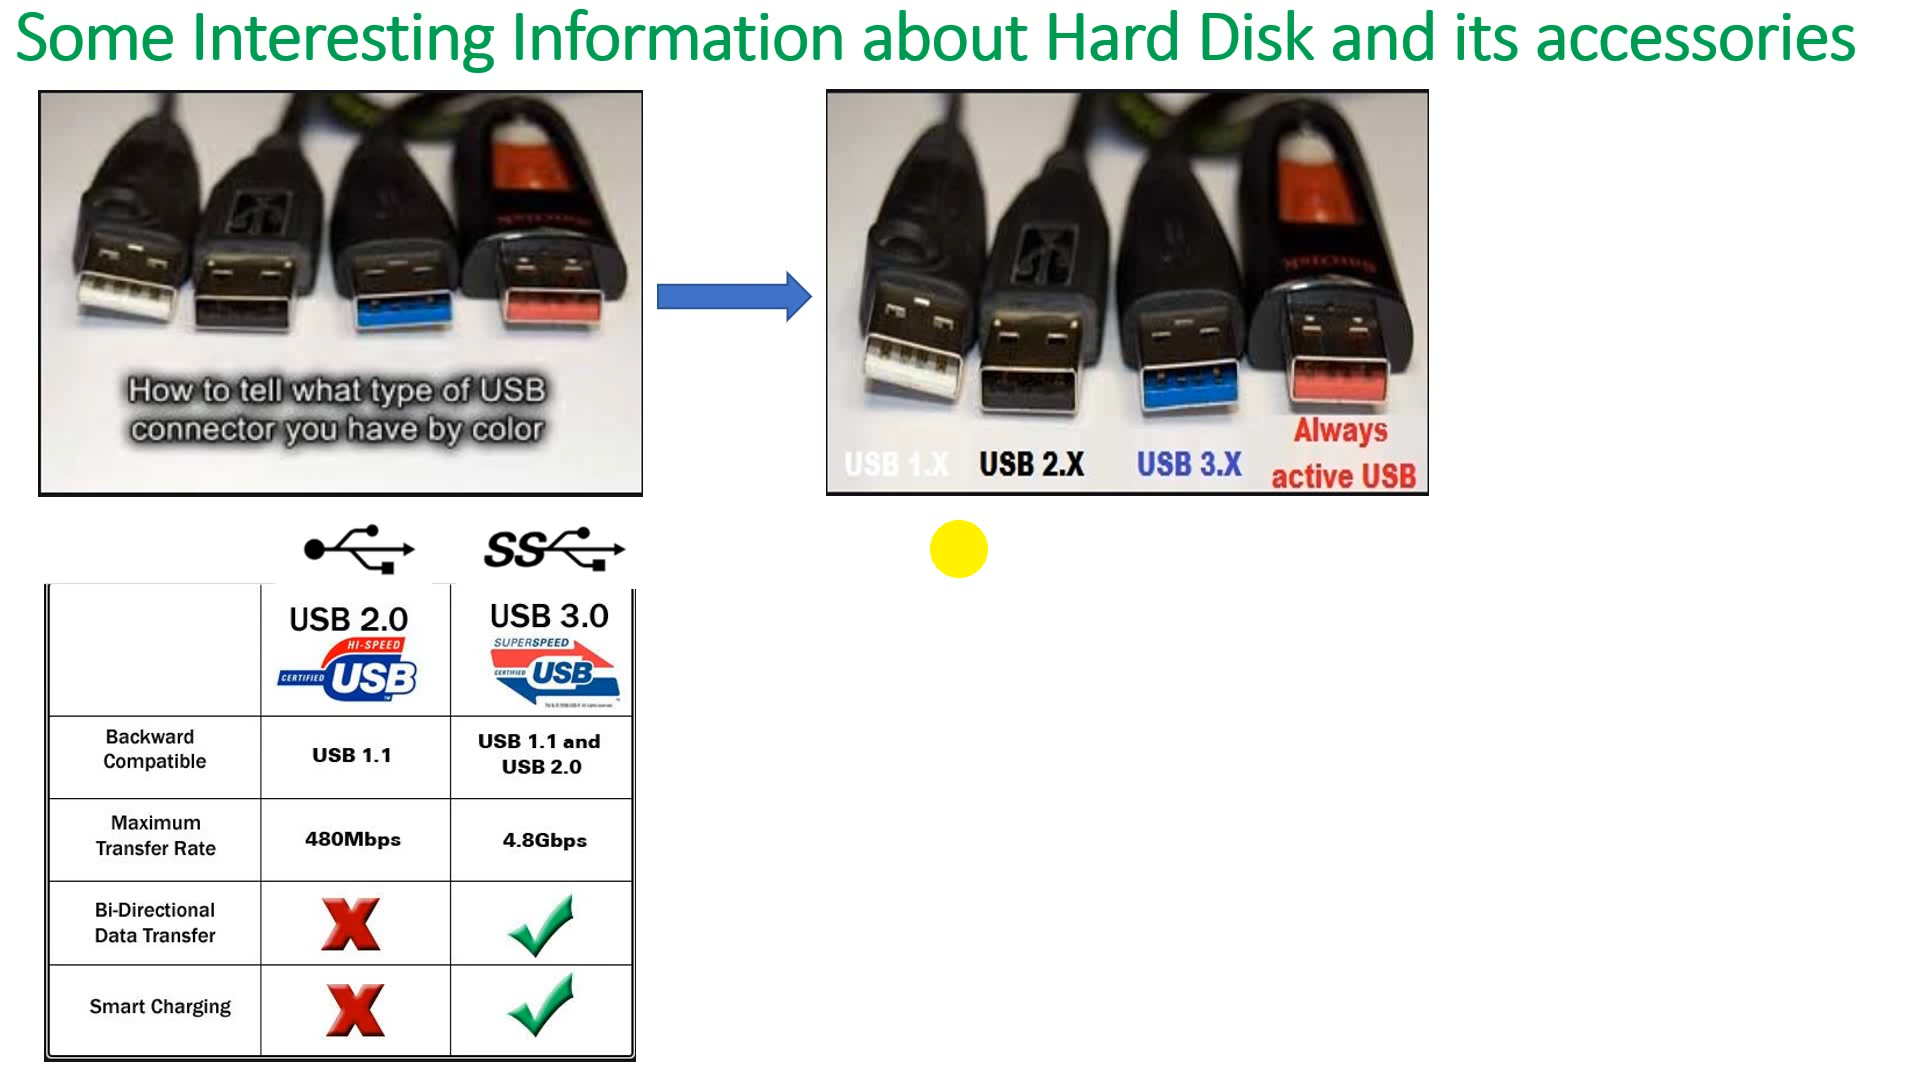 Some Interesting Information about Hard Disk and its accessories
How to tell what type of USB
connector you have by color
USB 1.X
USB 2.X
USB 3.X
Always
active USB
SS
USB 2.0
USB 3.0
HI-SPEED
CERTIFIED
USB
SUPERSPEED
CERTIFIED
USB
Backward
Compatible
USB 1.1
USB 1.1 and
USB 2.0
Maximum
Transfer Rate
480Mbps
4.8Gbps
Bi-Directional
Data Transfer
Smart Charging